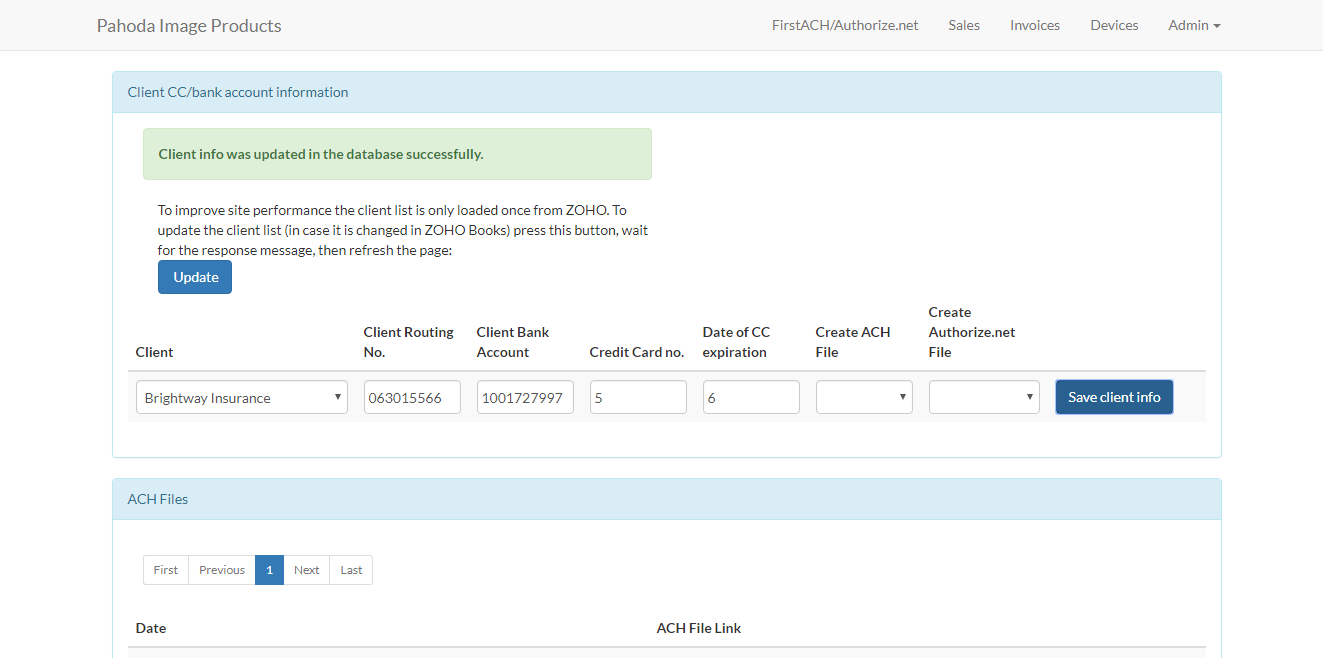 Pahoda Image Products FirstACH/Authorize.net Sales Invoices Devices Admin
Client CC/bank account information
Client info was updated in the database successfully.
To improve site performance the client list is only loaded once from ZOHO. To
update the client list (in case it is changed in ZOHO Books) press this button, wait
for the response message, then refresh the page:
Update
Client
Client Routing
No.
Client Bank
Account
Credit Card no.
Date of CC
expiration
Create ACH
File
Create
Authorize.net
File
Brightway Insurance 063015566 1001727997 5 6 Save client info
ACH Files
First Previous 1 Next Last
Date ACH File Link